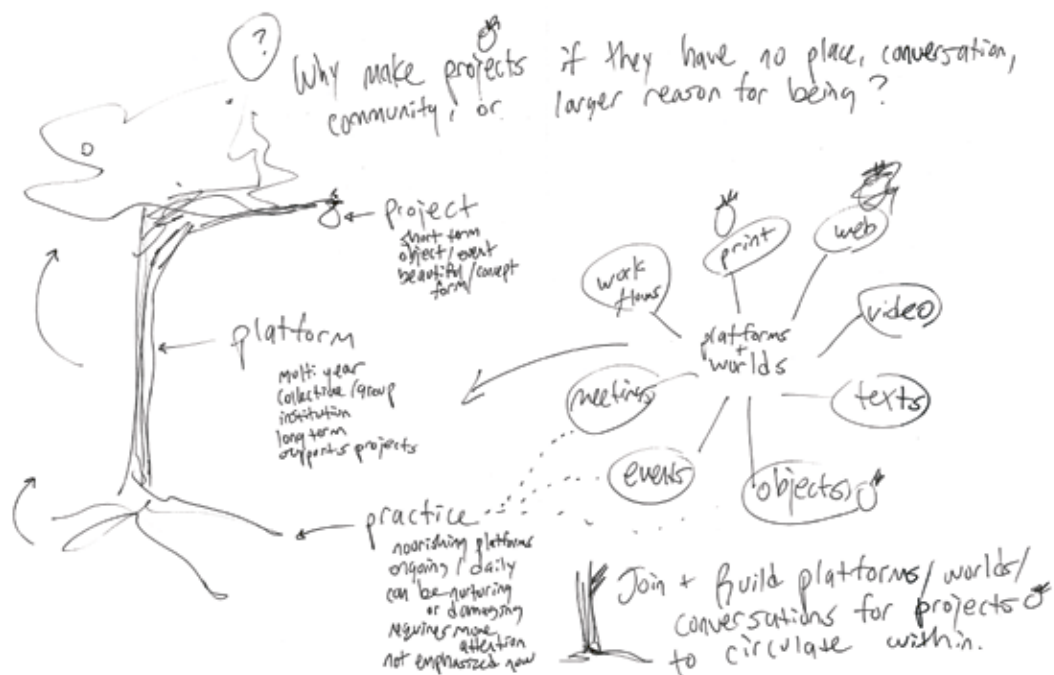 ?
Why make projects if they have no place, conversation,
community, or larger reason for being?
project
short term
object/event
beautiful/concept
form
platform
multi year
collective/group
institution
long term
supports projects
practice
nourishing platforms
ongoing/daily
can be nurturing
or damaging
requires more
attention
not emphasized now
platforms
+
worlds
work
flows
print
web
video
texts
objects
events
meetings
Join + Build platforms/worlds/
conversations for projects
to circulate within.